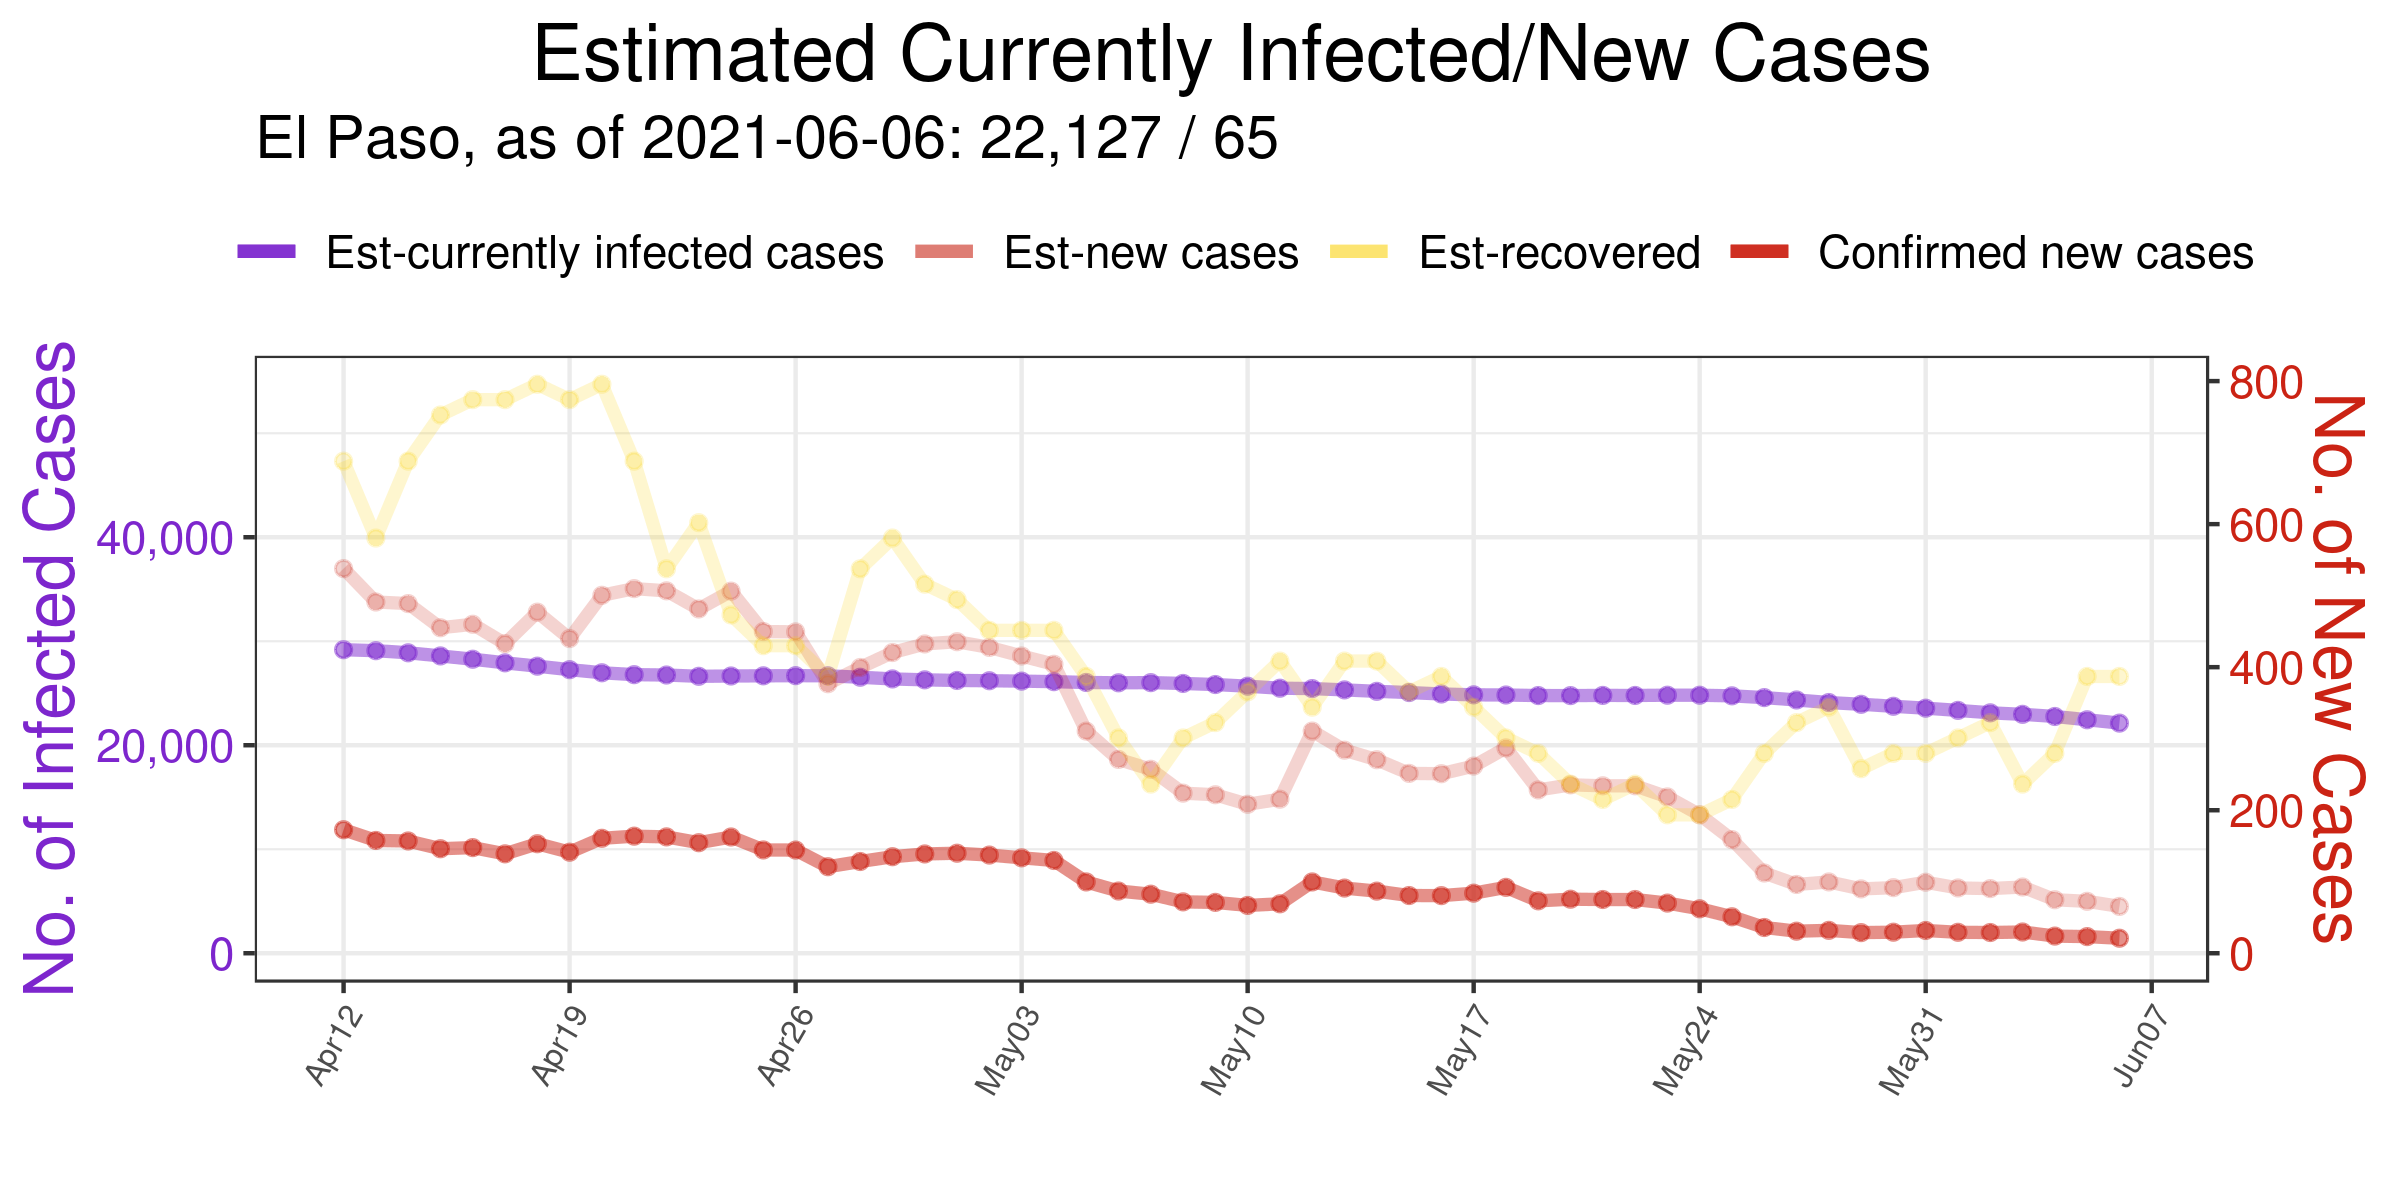 Estimated Currently Infected/New Cases
El Paso, as of 2021-06-06: 22,127 / 65
Est-currently infected cases Est-new cases Est-recovered Confirmed new cases
No. of Infected Cases
40,000
20,000
0
800
600
400
200
0
No. of New Cases
Apr12 Apr19 Apr26 May03 May10 May17 May24 May31 Jun07